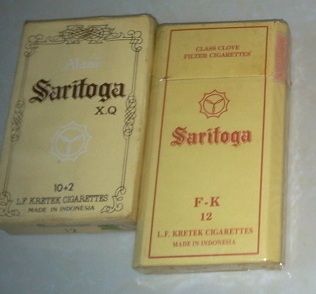 Alami
Saritoga
X.Q
10+2
L.F. KRETEK CIGARETTES
MADE IN INDONESIA
CLASS CLOVE
FILTER CIGARETTES
Saritoga
F-K
12
L.F. KRETEK CIGARETTES
MADE IN INDONESIA